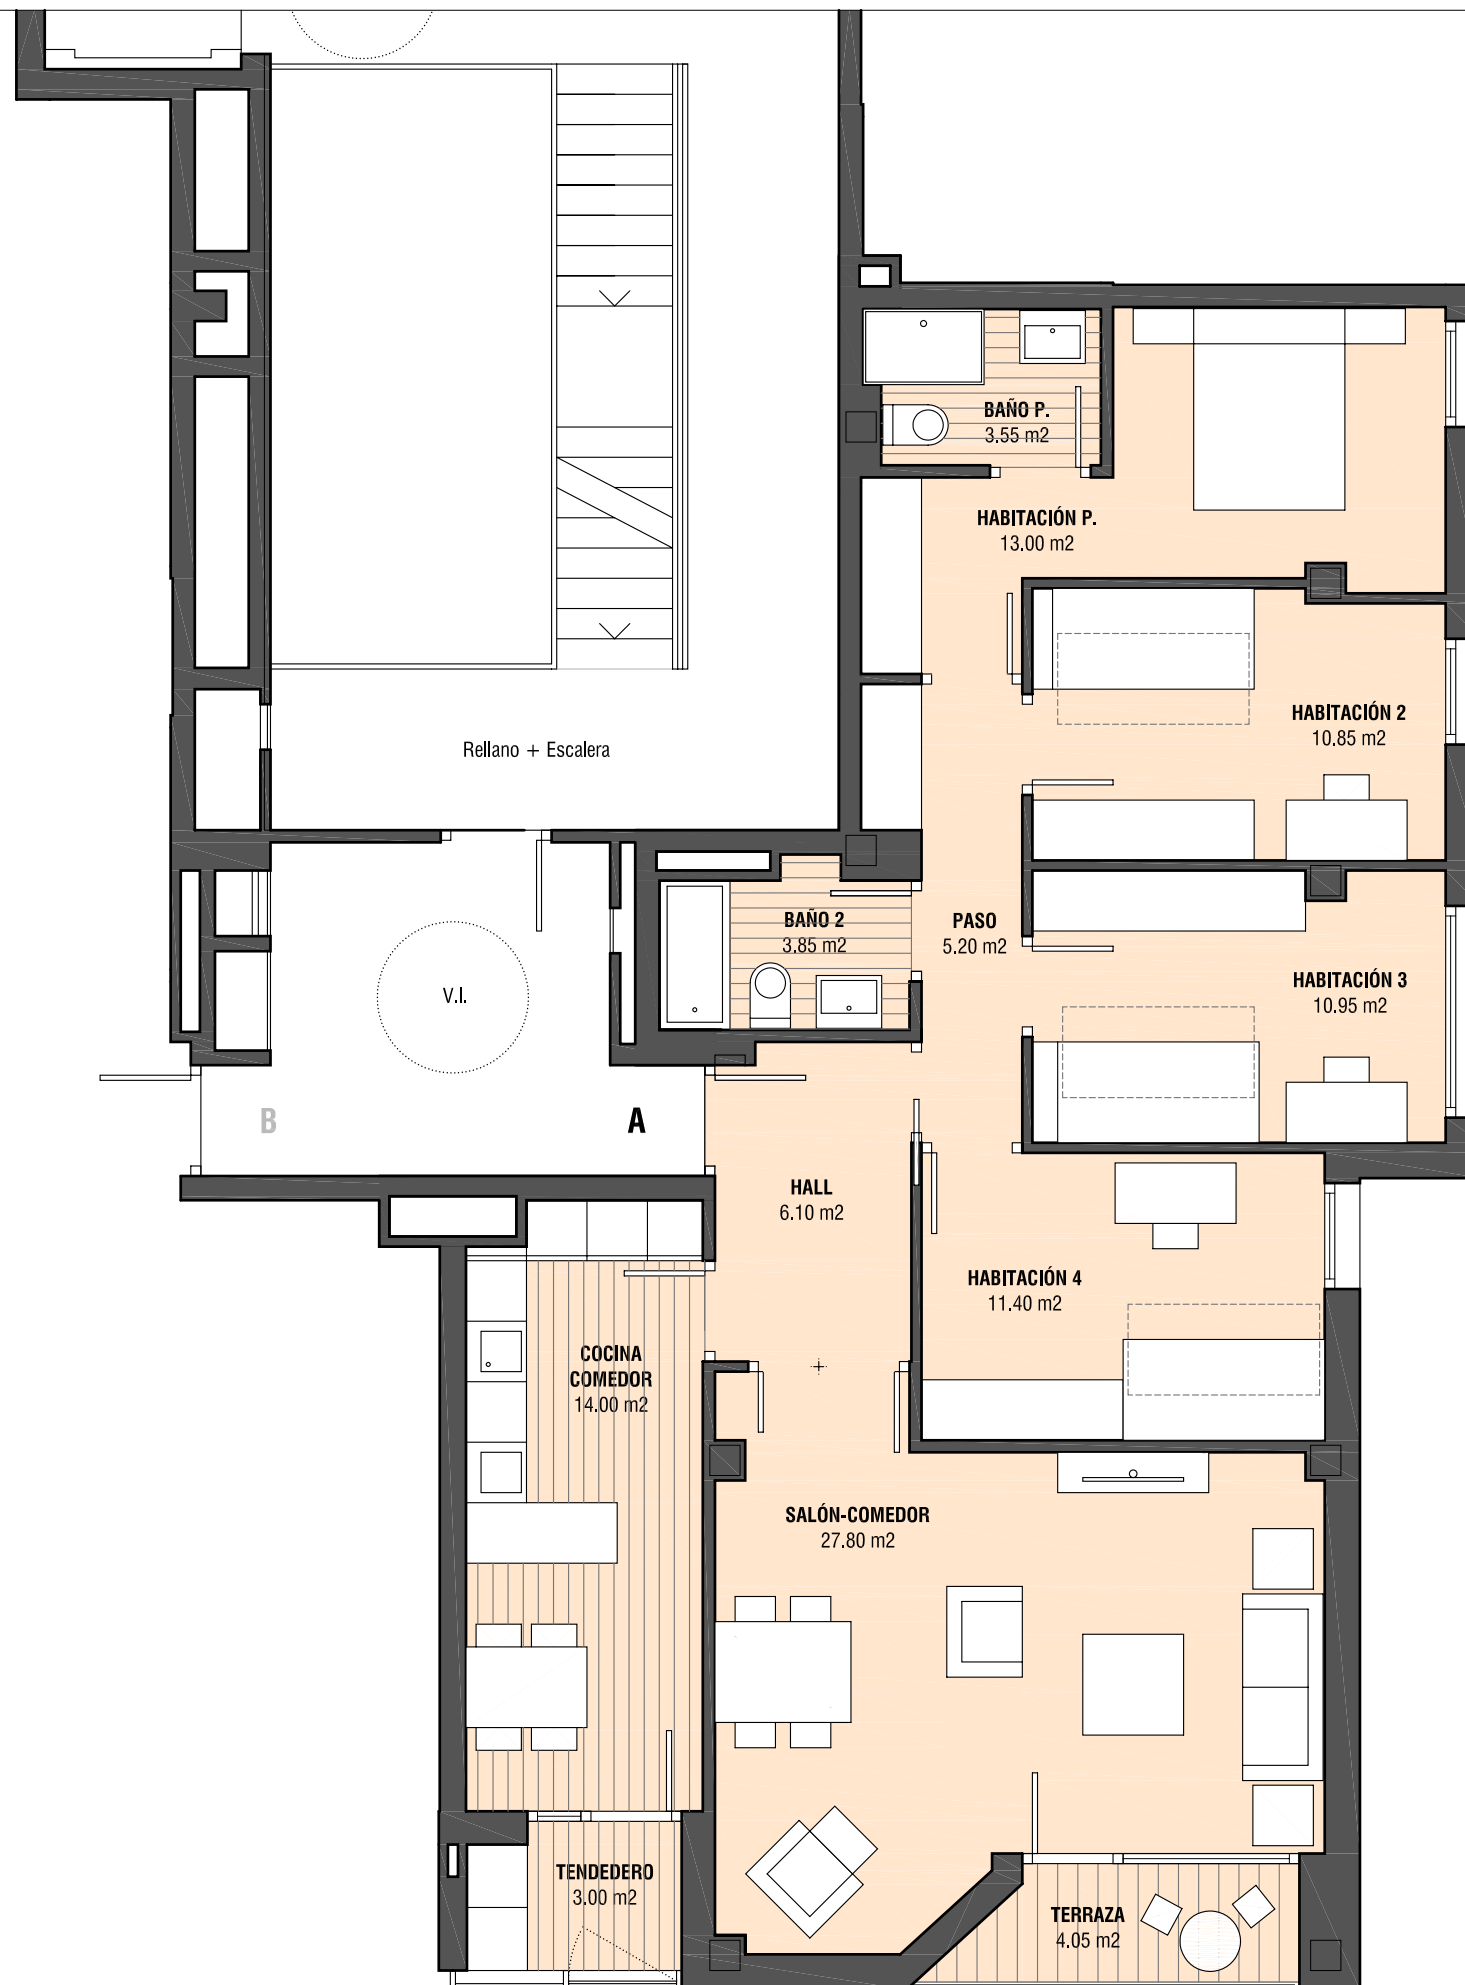 BAÑO P.
3.55 m2
HABITACIÓN P.
13.00 m2
HABITACIÓN 2
10.85 m2
Rellano + Escalera
BAÑO 2
3.85 m2
PASO
5.20 m2
HABITACIÓN 3
10.95 m2
V.I.
B
A
HALL
6.10 m2
HABITACIÓN 4
11.40 m2
COCINA
COMEDOR
14.00 m2
SALÓN-COMEDOR
27.80 m2
TENDEDERO
3.00 m2
TERRAZA
4.05 m2